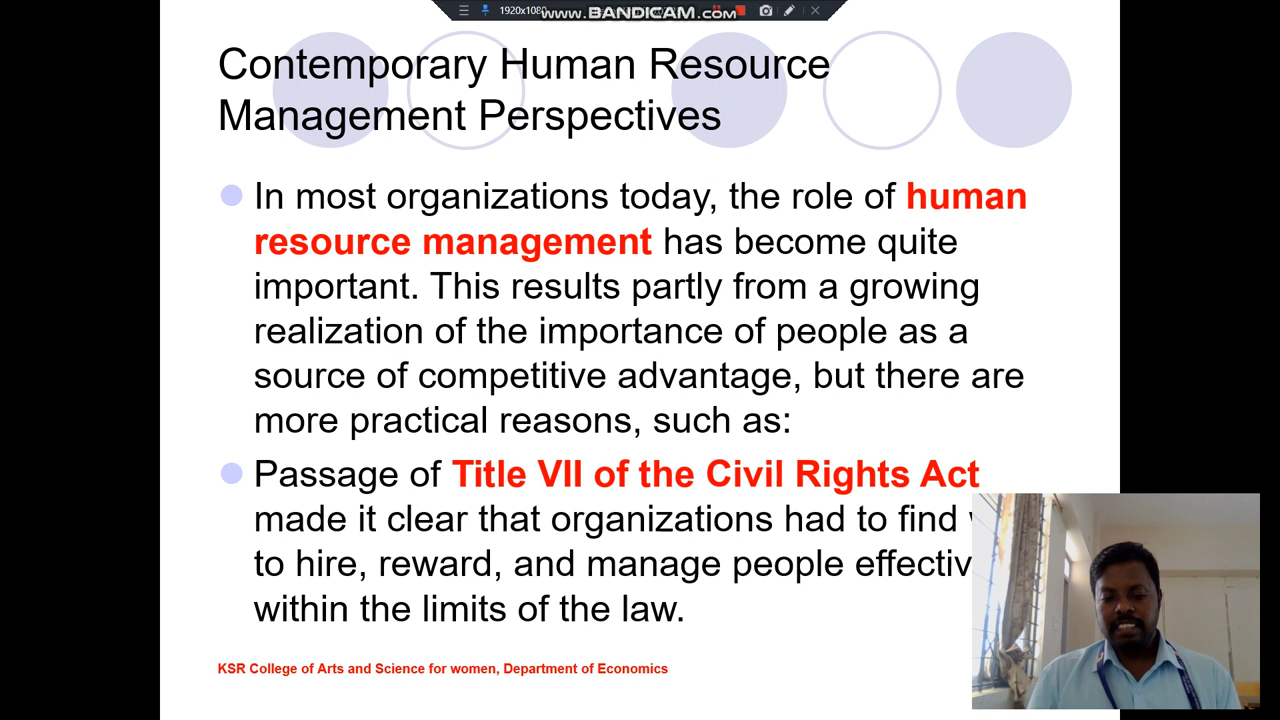 1920x1080
www.BANDICAM.com
Contemporary Human Resource
Management Perspectives
In most organizations today, the role of human
resource management has become quite
important. This results partly from a growing
realization of the importance of people as a
source of competitive advantage, but there are
more practical reasons, such as:
Passage of Title VII of the Civil Rights Act
made it clear that organizations had to find
to hire, reward, and manage people
within the limits of the law.
KSR College of Arts and Science for women, Department of Economics